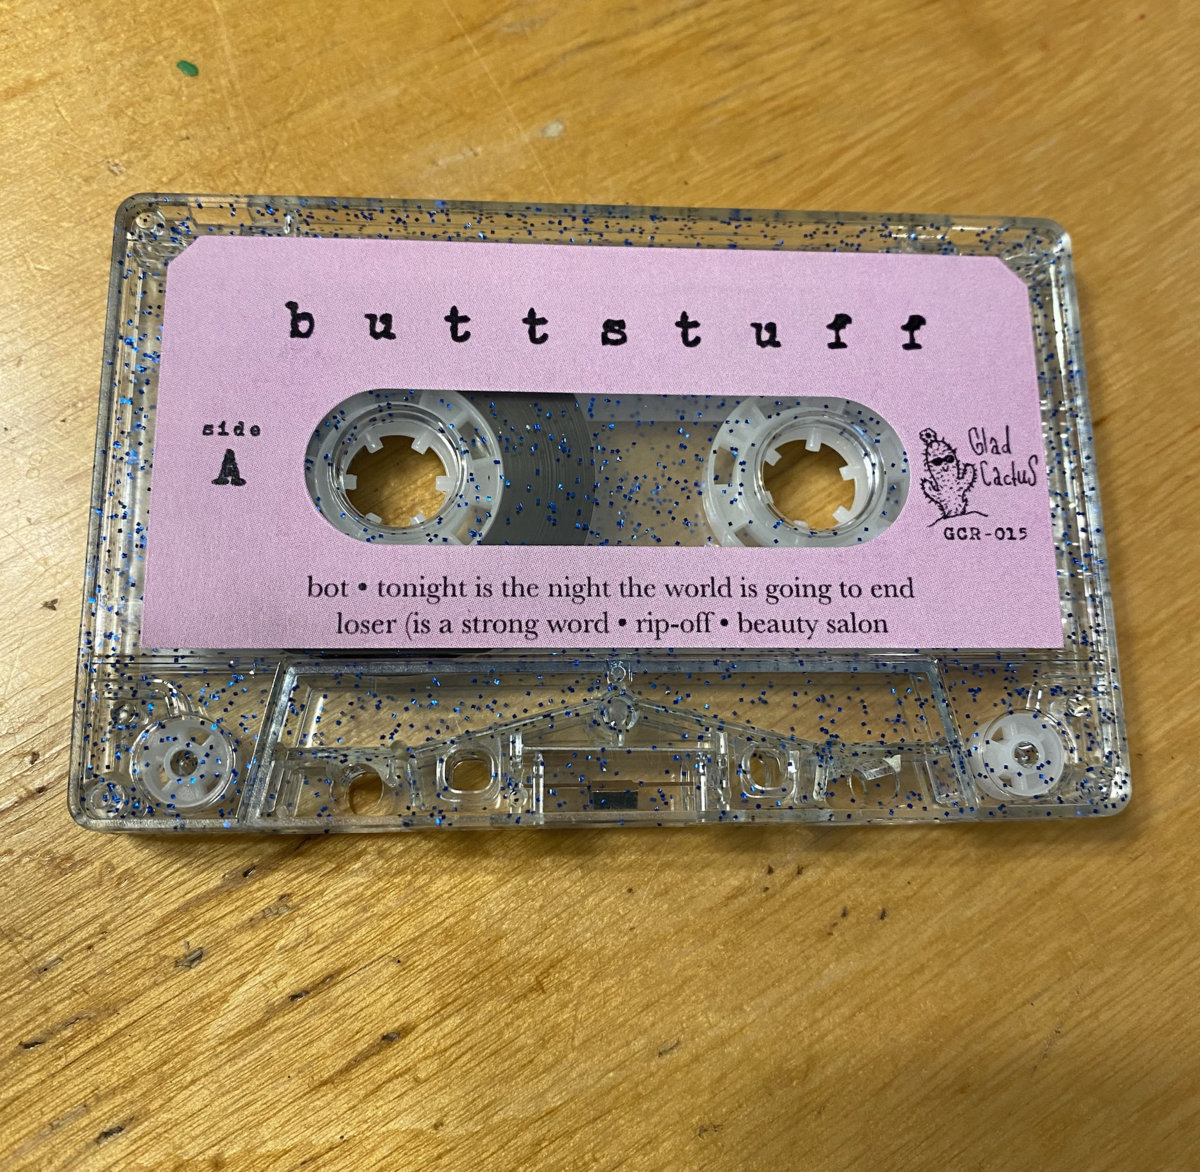 b u t t s t u f f
side
A
Glad
Cactus
GCR-015
bot • tonight is the night the world is going to end
loser (is a strong word • rip-off • beauty salon